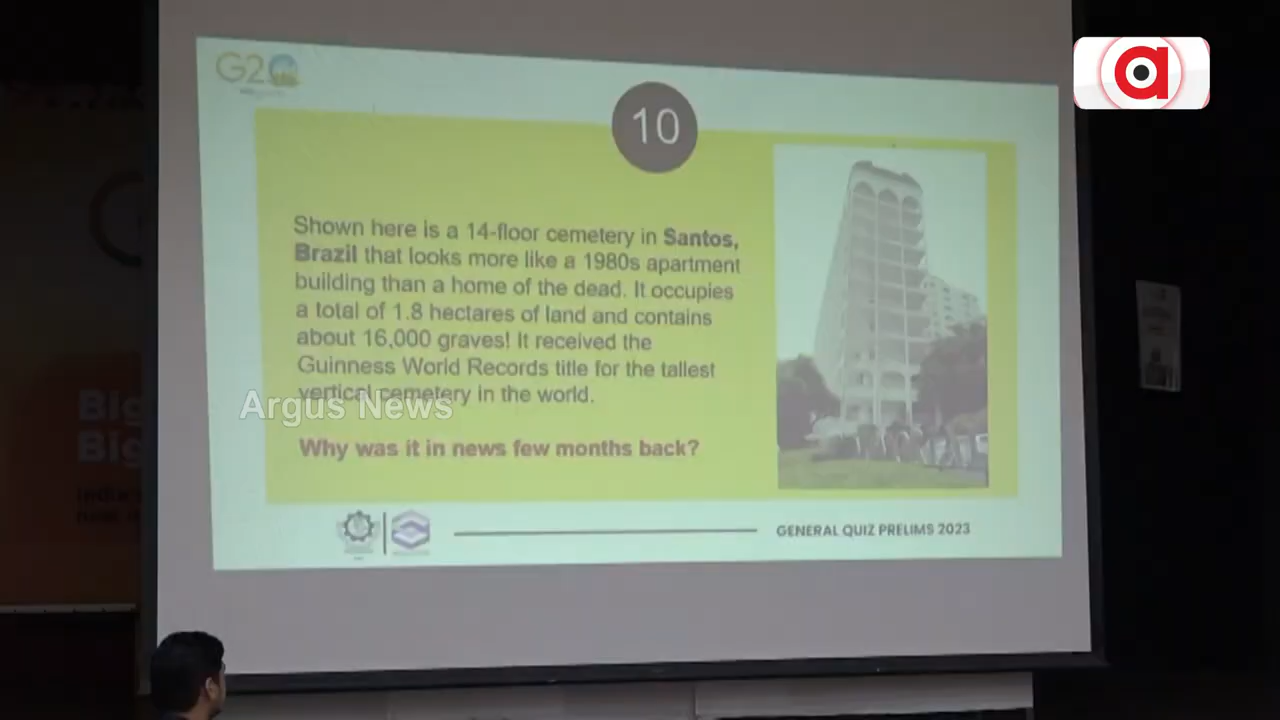 G20
a
10
Shown here is a 14-floor cemetery in Santos,
Brazil that looks more like a 1980s apartment
building than a home of the dead. It occupies
a total of 1.8 hectares of land and contains
about 16,000 graves! It received the
Guinness World Records title for the tallest
vertical cemetery in the world.
Argus News
Why was it in news few months back?
GENERAL QUIZ PRELIMS 2023
Big
Big